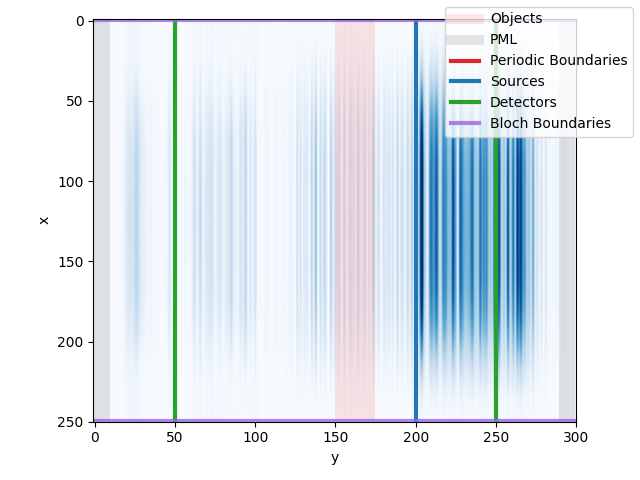 Objects
PML
Periodic Boundaries
Sources
Detectors
Bloch Boundaries
0
50
100
150
200
250
x
0 50 100 150 200 250 300
y